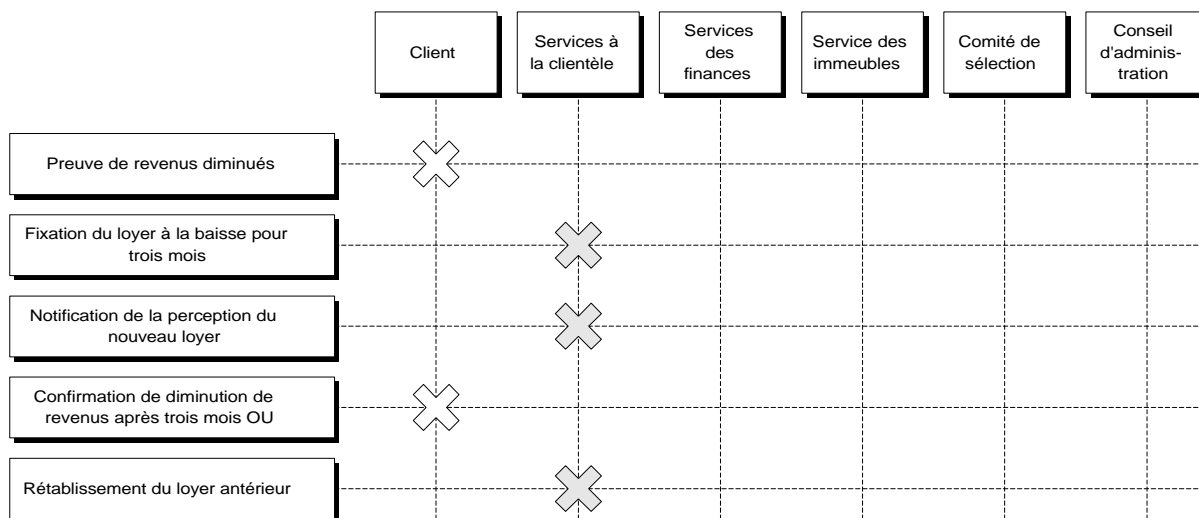 Client
Services à
la clientèle
Services
des
finances
Service des
immeubles
Comité de
sélection
Conseil
d'adminis-
tration
Preuve de revenus diminués
Fixation du loyer à la baisse pour
trois mois
Notification de la perception du
nouveau loyer
Confirmation de diminution de
revenus après trois mois OU
Rétablissement du loyer antérieur